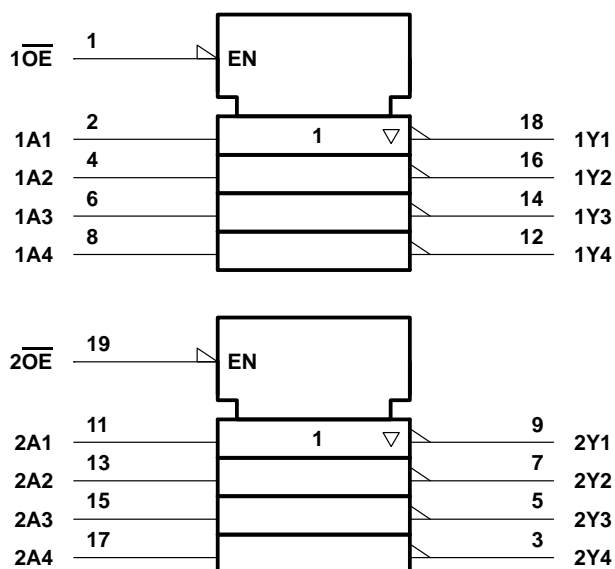 1O̅E̅ 1 EN
1A1 2 1 ▽ 18 1Y1
1A2 4 16 1Y2
1A3 6 14 1Y3
1A4 8 12 1Y4
2O̅E̅ 19 EN
2A1 11 1 ▽ 9 2Y1
2A2 13 7 2Y2
2A3 15 5 2Y3
2A4 17 3 2Y4